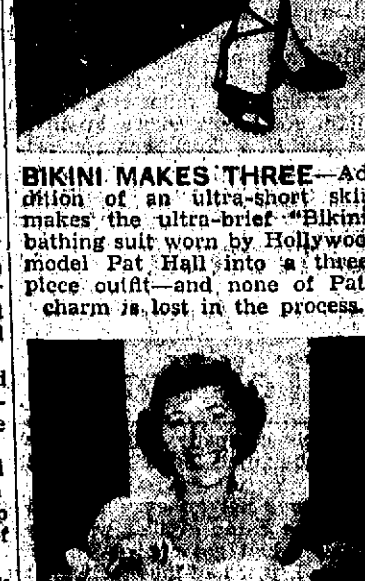 BIKINI MAKES THREE—Ad
dition of an ultra-short ski
makes the ultra-brief "Bikini
bathing suit worn by Hollywoo
model Pat Hall into a three
piece outfit—and none of Pat
charm is lost in the process.